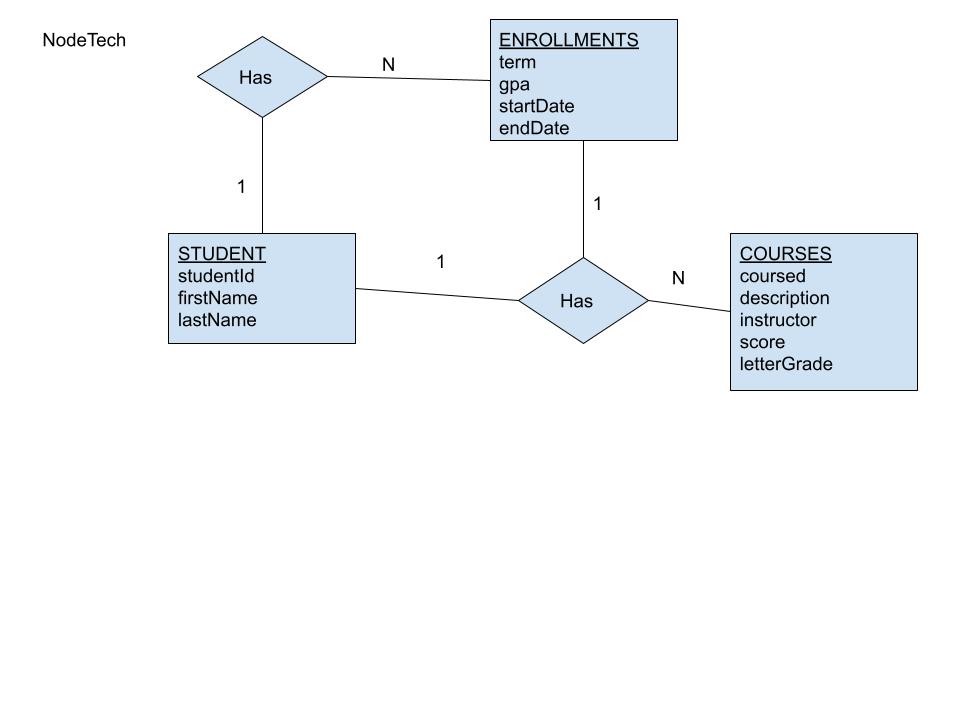 NodeTech
Has
N
ENROLLMENTS
term
gpa
startDate
endDate
1
1
STUDENT
studentId
firstName
lastName
1
Has
N
COURSES
coursed
description
instructor
score
letterGrade